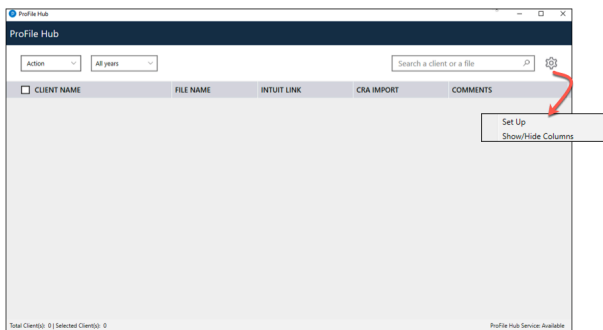 ProFile Hub
ProFile Hub
Action All years Search a client or a file
CLIENT NAME FILE NAME INTUIT LINK CRA IMPORT COMMENTS
Set Up
Show/Hide Columns
Total Client(s): 0 | Selected Client(s): 0 ProFile Hub Service: Available